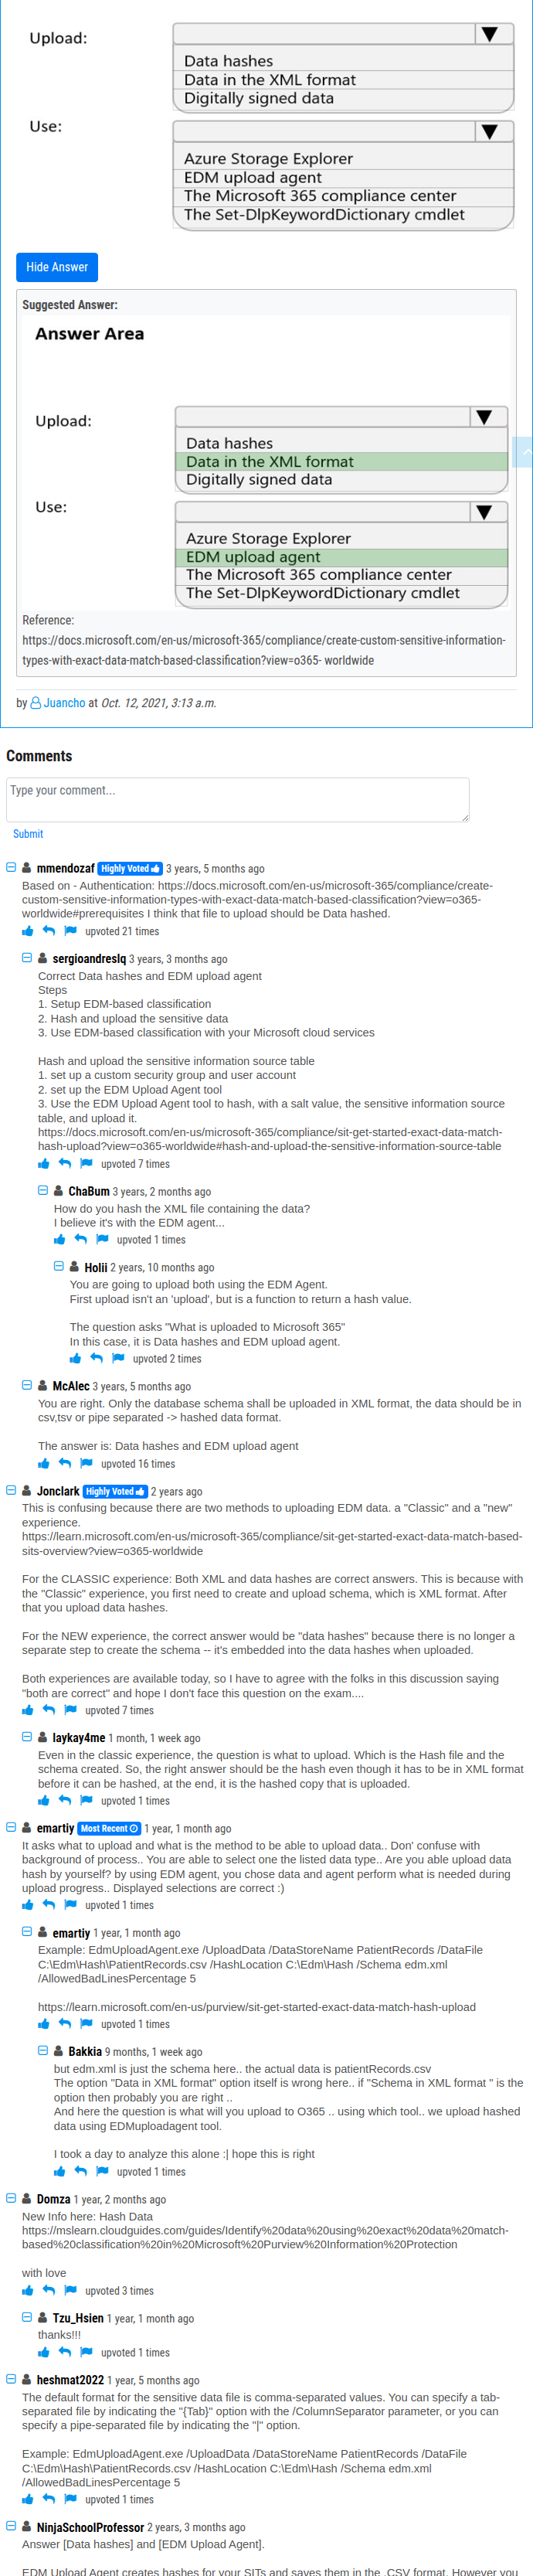 Upload:
Data hashes
Data in the XML format
Digitally signed data
Use:
Azure Storage Explorer
EDM upload agent
The Microsoft 365 compliance center
The Set-DlpKeywordDictionary cmdlet
Hide Answer
Suggested Answer:
Answer Area
Upload:
Data hashes
Data in the XML format
Digitally signed data
Use:
Azure Storage Explorer
EDM upload agent
The Microsoft 365 compliance center
The Set-DlpKeywordDictionary cmdlet
Reference:
https://docs.microsoft.com/en-us/microsoft-365/compliance/create-custom-sensitive-information-
types-with-exact-data-match-based-classification?view=o365- worldwide
by Juancho at Oct. 12, 2021, 3:13 a.m.
Comments
Type your comment...
Submit
mmendozaf Highly Voted 3 years, 5 months ago
Based on - Authentication: https://docs.microsoft.com/en-us/microsoft-365/compliance/create-
custom-sensitive-information-types-with-exact-data-match-based-classification?view=o365-
worldwide#prerequisites I think that file to upload should be Data hashed.
upvoted 21 times
sergioandreslq 3 years, 3 months ago
Correct Data hashes and EDM upload agent
Steps
1. Setup EDM-based classification
2. Hash and upload the sensitive data
3. Use EDM-based classification with your Microsoft cloud services
Hash and upload the sensitive information source table
1. set up a custom security group and user account
2. set up the EDM Upload Agent tool
3. Use the EDM Upload Agent tool to hash, with a salt value, the sensitive information source
table, and upload it.
https://docs.microsoft.com/en-us/microsoft-365/compliance/sit-get-started-exact-data-match-
hash-upload?view=o365-worldwide#hash-and-upload-the-sensitive-information-source-table
upvoted 7 times
ChaBum 3 years, 2 months ago
How do you hash the XML file containing the data?
I believe it's with the EDM agent...
upvoted 1 times
Holii 2 years, 10 months ago
You are going to upload both using the EDM Agent.
First upload isn't an 'upload', but is a function to return a hash value.
The question asks "What is uploaded to Microsoft 365"
In this case, it is Data hashes and EDM upload agent.
upvoted 2 times
McAlec 3 years, 5 months ago
You are right. Only the database schema shall be uploaded in XML format, the data should be in
csv,tsv or pipe separated -> hashed data format.
The answer is: Data hashes and EDM upload agent
upvoted 16 times
Jonclark Highly Voted 2 years ago
This is confusing because there are two methods to uploading EDM data. a "Classic" and a "new"
experience.
https://learn.microsoft.com/en-us/microsoft-365/compliance/sit-get-started-exact-data-match-based-
sits-overview?view=o365-worldwide
For the CLASSIC experience: Both XML and data hashes are correct answers. This is because with
the "Classic" experience, you first need to create and upload schema, which is XML format. After
that you upload data hashes.
For the NEW experience, the correct answer would be "data hashes" because there is no longer a
separate step to create the schema -- it's embedded into the data hashes when uploaded.
Both experiences are available today, so I have to agree with the folks in this discussion saying
"both are correct" and hope I don't face this question on the exam....
upvoted 7 times
laykay4me 1 month, 1 week ago
Even in the classic experience, the question is what to upload. Which is the Hash file and the
schema created. So, the right answer should be the hash even though it has to be in XML format
before it can be hashed, at the end, it is the hashed copy that is uploaded.
upvoted 1 times
emartiy Most Recent 1 year, 1 month ago
It asks what to upload and what is the method to be able to upload data.. Don' confuse with
background of process.. You are able to select one the listed data type.. Are you able upload data
hash by yourself? by using EDM agent, you chose data and agent perform what is needed during
upload progress.. Displayed selections are correct :)
upvoted 1 times
emartiy 1 year, 1 month ago
Example: EdmUploadAgent.exe /UploadData /DataStoreName PatientRecords /DataFile
C:\Edm\Hash\PatientRecords.csv /HashLocation C:\Edm\Hash /Schema edm.xml
/AllowedBadLinesPercentage 5
https://learn.microsoft.com/en-us/purview/sit-get-started-exact-data-match-hash-upload
upvoted 1 times
Bakkia 9 months, 1 week ago
but edm.xml is just the schema here.. the actual data is patientRecords.csv
The option "Data in XML format" option itself is wrong here.. if "Schema in XML format " is the
option then probably you are right ..
And here the question is what will you upload to O365 .. using which tool.. we upload hashed
data using EDMuploadagent tool.
I took a day to analyze this alone :| hope this is right
upvoted 1 times
Domza 1 year, 2 months ago
New Info here: Hash Data
https://mslearn.cloudguides.com/guides/Identify%20data%20using%20exact%20data%20match-
based%20classification%20in%20Microsoft%20Purview%20Information%20Protection
with love
upvoted 3 times
Tzu_Hsien 1 year, 1 month ago
thanks!!!
upvoted 1 times
heshmat2022 1 year, 5 months ago
The default format for the sensitive data file is comma-separated values. You can specify a tab-
separated file by indicating the "{Tab}" option with the /ColumnSeparator parameter, or you can
specify a pipe-separated file by indicating the "|" option.
Example: EdmUploadAgent.exe /UploadData /DataStoreName PatientRecords /DataFile
C:\Edm\Hash\PatientRecords.csv /HashLocation C:\Edm\Hash /Schema edm.xml
/AllowedBadLinesPercentage 5
upvoted 1 times
NinjaSchoolProfessor 2 years, 3 months ago
Answer [Data hashes] and [EDM Upload Agent].
EDM Upload Agent creates hashes for your SITs and saves them in the .CSV format. However you